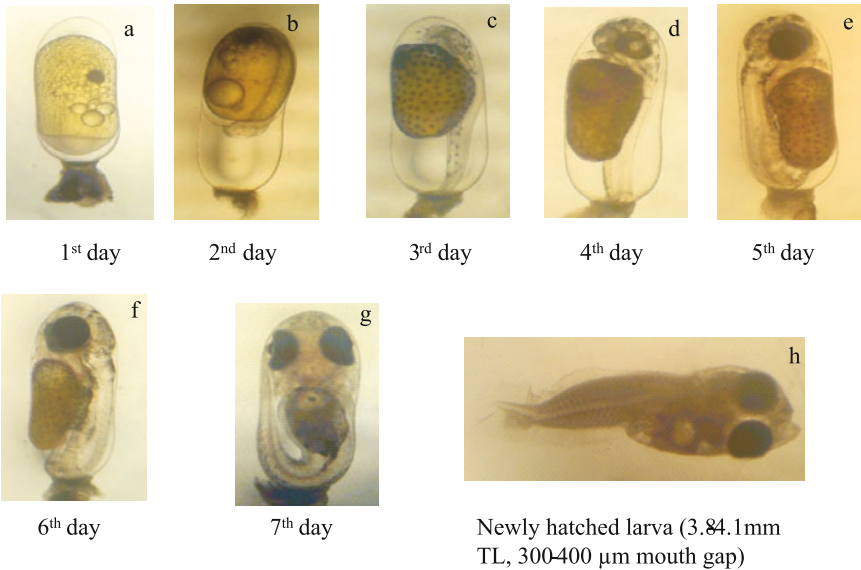 a
b
c
d
e
1st day
2nd day
3rd day
4th day
5th day
f
g
h
6th day
7th day
Newly hatched larva (3.8-4.1mm
TL, 300-400 µm mouth gap)